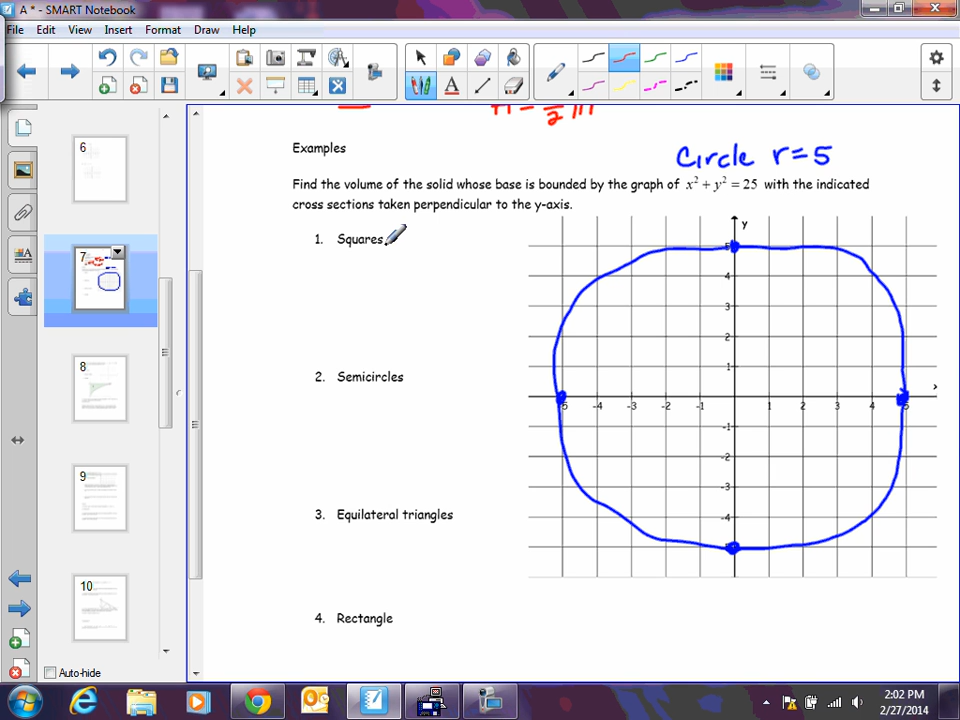 A * - SMART Notebook
File Edit View Insert Format Draw Help
Examples
Circle r=5
Find the volume of the solid whose base is bounded by the graph of x² + y² = 25 with the indicated
cross sections taken perpendicular to the y-axis.
1. Squares
2. Semicircles
3. Equilateral triangles
4. Rectangle
y
5
4
3
2
1
-5 -4 -3 -2 -1 1 2 3 4 5
x
-1
-2
-3
-4
6
7
8
9
10
Auto-hide
2:02 PM
2/27/2014